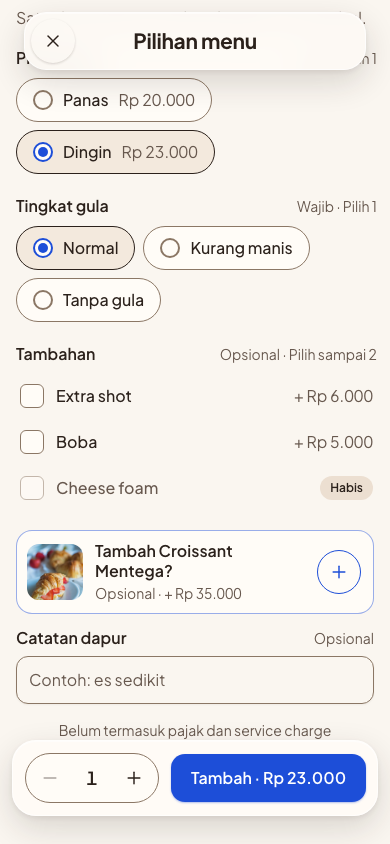 Pilihan menu
Panas Rp 20.000
Dingin Rp 23.000
Tingkat gula Wajib · Pilih 1
Normal Kurang manis
Tanpa gula
Tambahan Opsional · Pilih sampai 2
Extra shot + Rp 6.000
Boba + Rp 5.000
Cheese foam Habis
Tambah Croissant
Mentega?
Opsional · + Rp 35.000
Catatan dapur Opsional
Contoh: es sedikit
Belum termasuk pajak dan service charge
1 Tambah · Rp 23.000